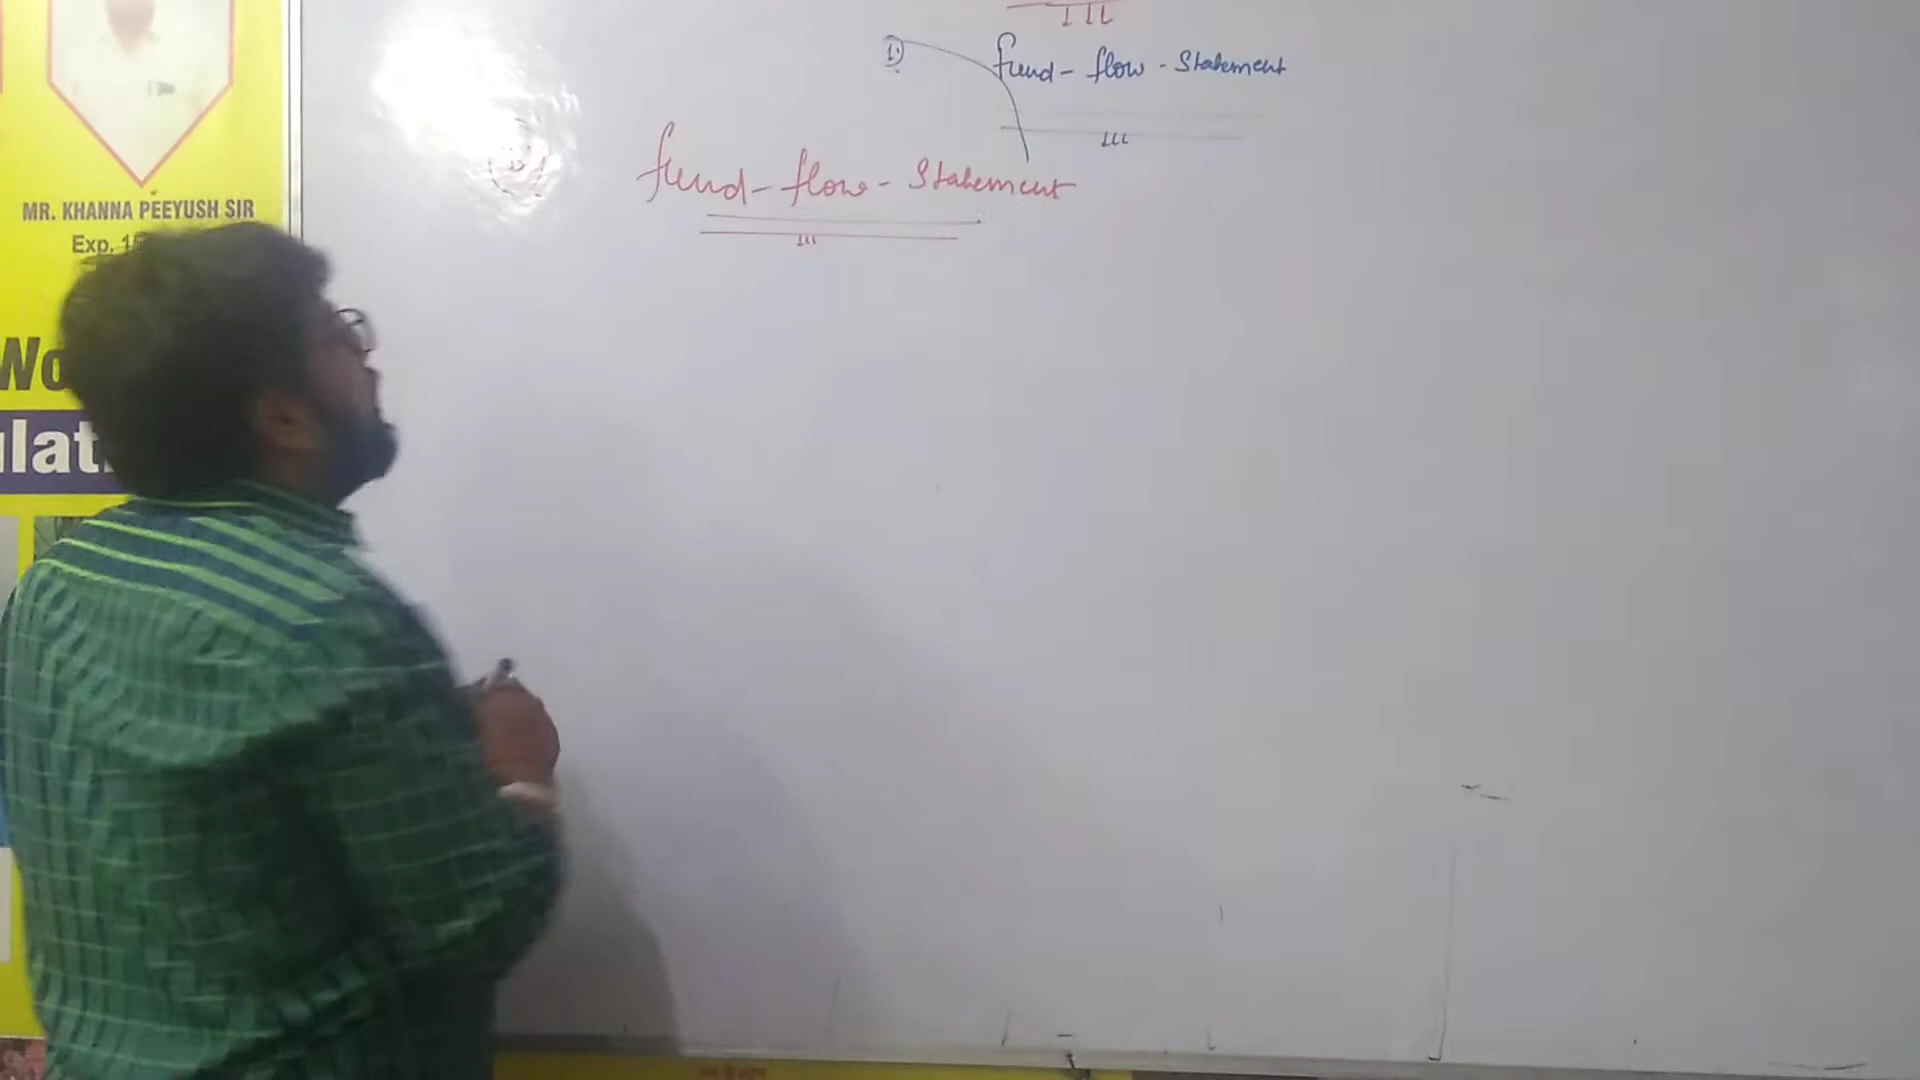 ① fund-flow-Statement
fund-flow-Statement
MR. KHANNA PEEYUSH SIR
Exp.
Wo
lat